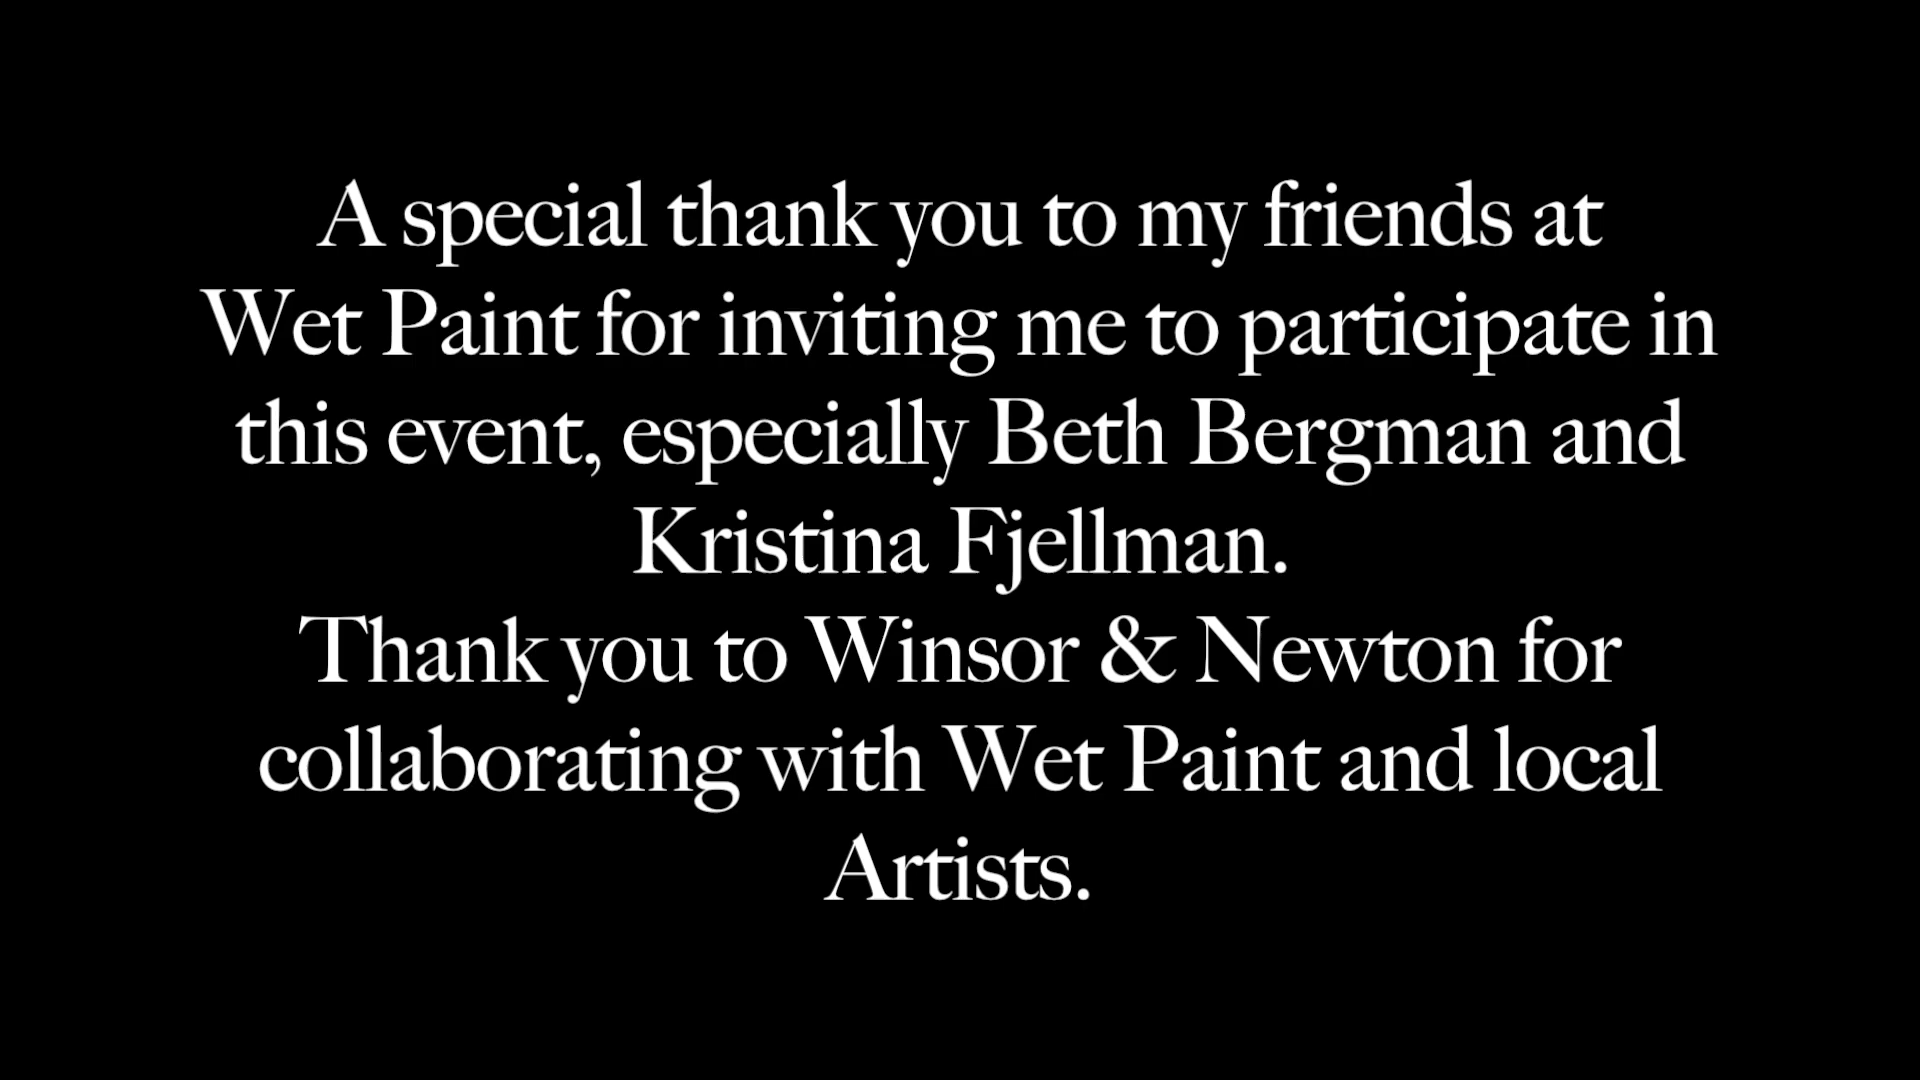 A special thank you to my friends at
Wet Paint for inviting me to participate in
this event, especially Beth Bergman and
Kristina Fjellman.
Thank you to Winsor & Newton for
collaborating with Wet Paint and local
Artists.